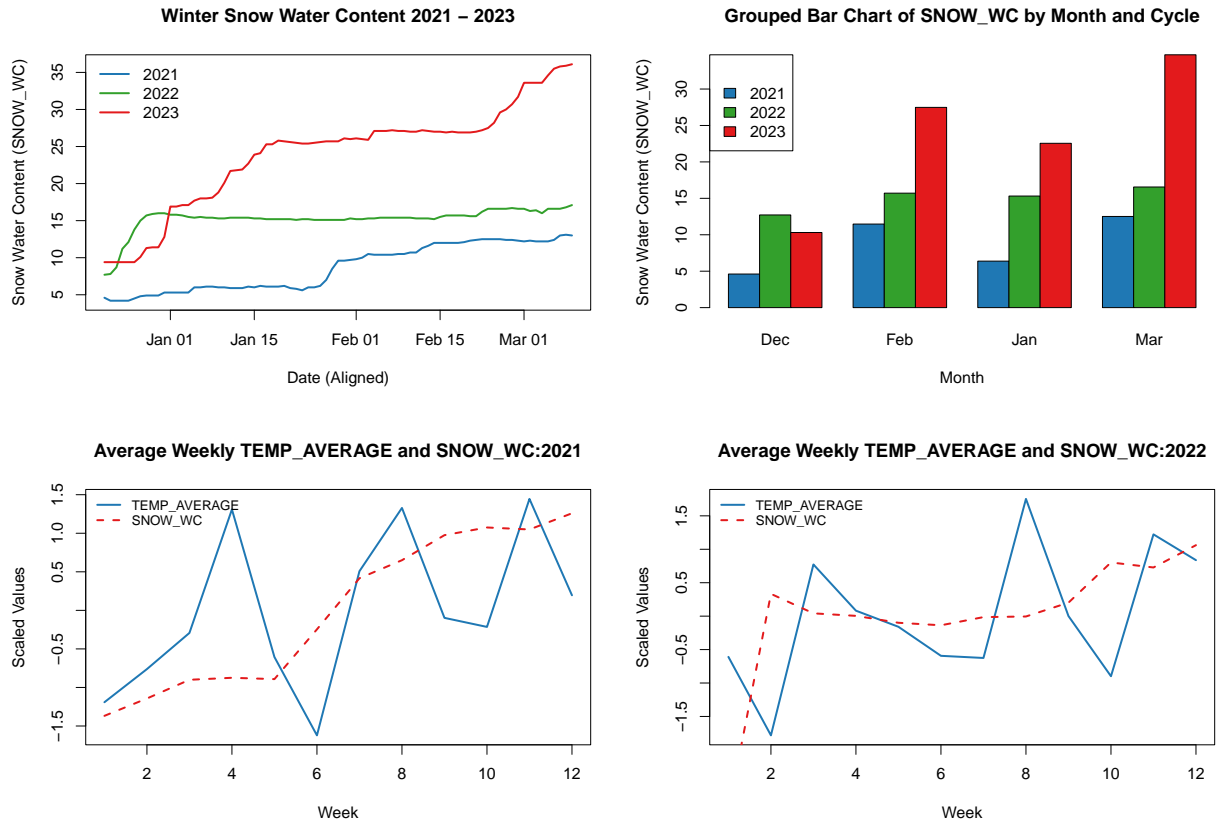 Winter Snow Water Content 2021 – 2023
Snow Water Content (SNOW_WC)
35
30
25
20
15
10
5
2021
2022
2023
Jan 01 Jan 15 Feb 01 Feb 15 Mar 01
Date (Aligned)
Grouped Bar Chart of SNOW_WC by Month and Cycle
Snow Water Content (SNOW_WC)
30
25
20
15
10
5
0
2021
2022
2023
Dec Feb Jan Mar
Month
Average Weekly TEMP_AVERAGE and SNOW_WC:2021
Scaled Values
1.5
1.0
0.5
−0.5
−1.5
TEMP_AVERAGE
SNOW_WC
2 4 6 8 10 12
Week
Average Weekly TEMP_AVERAGE and SNOW_WC:2022
Scaled Values
1.5
0.5
−0.5
−1.5
TEMP_AVERAGE
SNOW_WC
2 4 6 8 10 12
Week